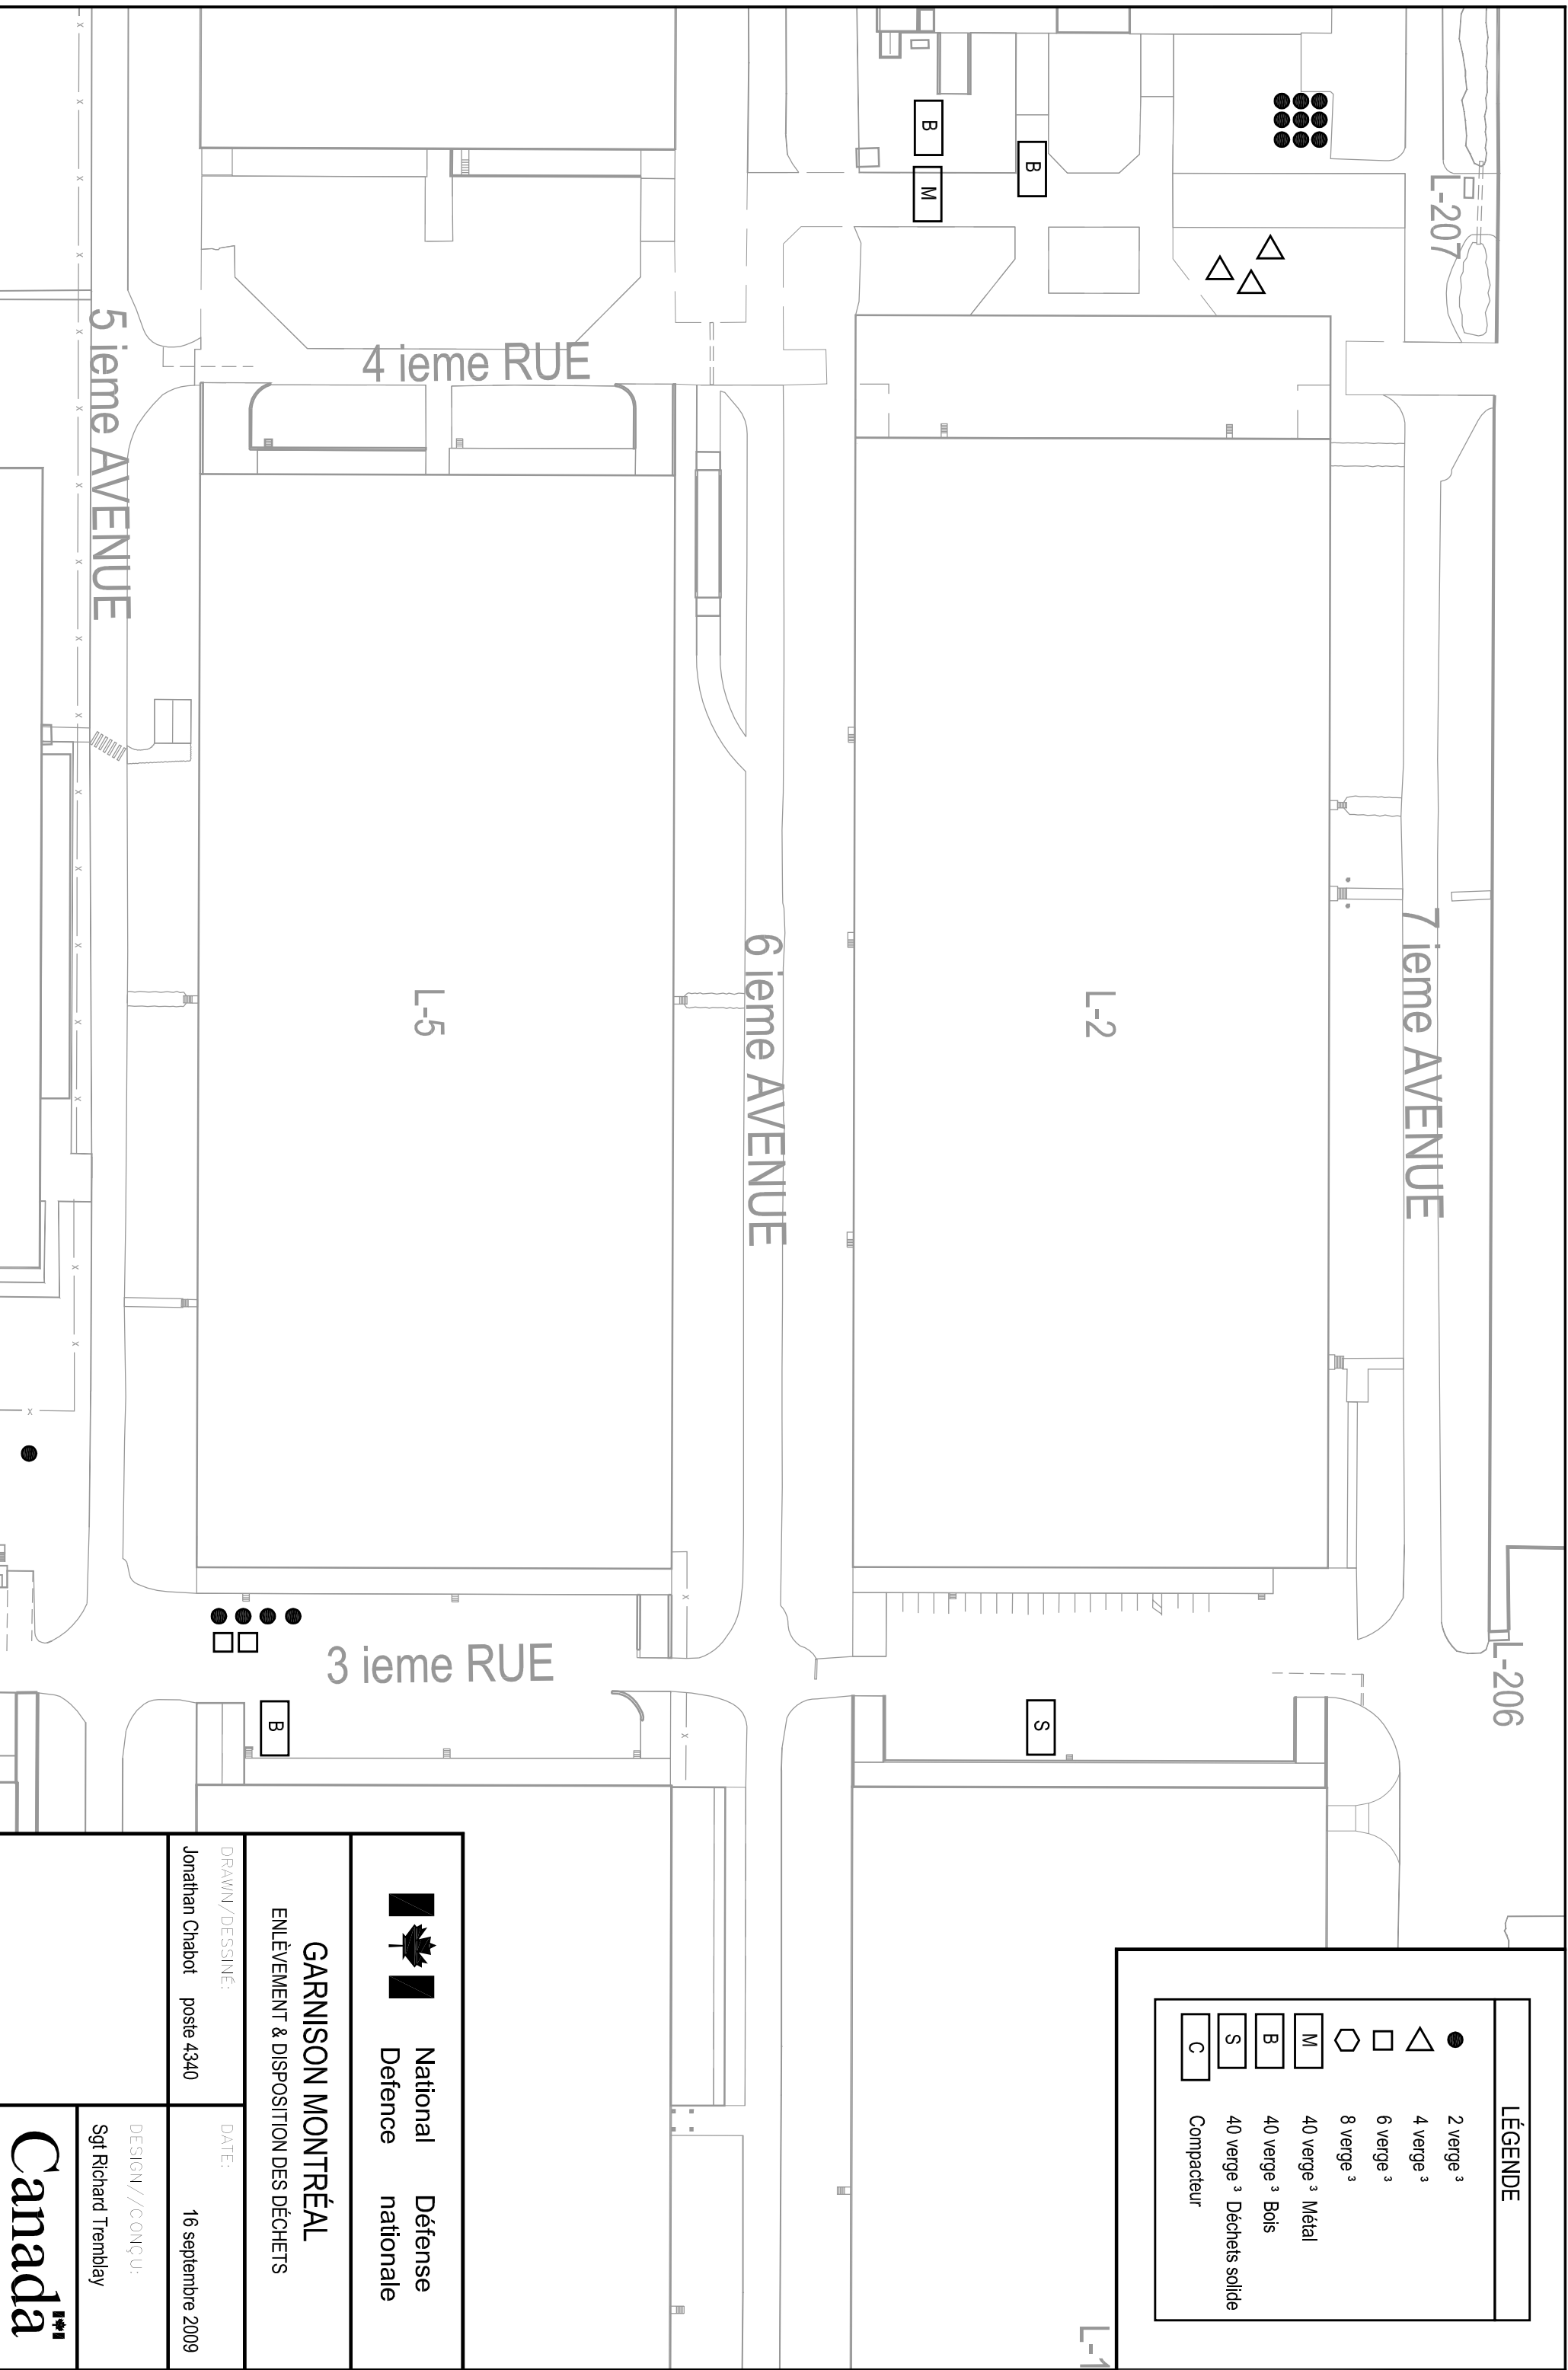 L-207
5 ieme AVENUE
4 ieme RUE
B
M
B
7 ieme AVENUE
L-2
6 ieme AVENUE
L-5
L-206
3 ieme RUE
S
B
L-1
LÉGENDE
2 verge ³
4 verge ³
6 verge ³
8 verge ³
M 40 verge ³ Métal
B 40 verge ³ Bois
S 40 verge ³ Déchets solide
C Compacteur
National Défense
Defence nationale
GARNISON MONTRÉAL
ENLÈVEMENT & DISPOSITION DES DÉCHETS
DRAWN/DESSINÉ:
Jonathan Chabot poste 4340
DATE:
16 septembre 2009
DESIGN//CONÇU:
Sgt Richard Tremblay
Canada